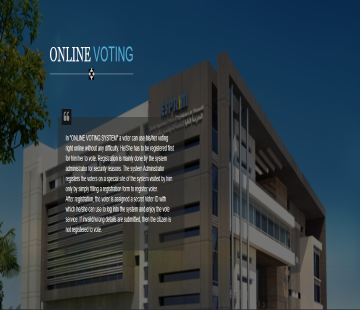 ONLINE VOTING
In "ONLINE VOTING SYSTEM" a voter can use his/her voting
right online without any difficulty. He/She has to be registered first
for him/her to vote. Registration is mainly done by the system
administrator for security reasons. The system Administrator
registers the voters on a special site of the system visited by him
only by simply filling a registration form to register voter.
After registration, the voter is assigned a secret Voter ID with
which he/she can use to log into the system and enjoy the vote
service. If invalid/wrong details are submitted, then the citizen is
not registered to vote.